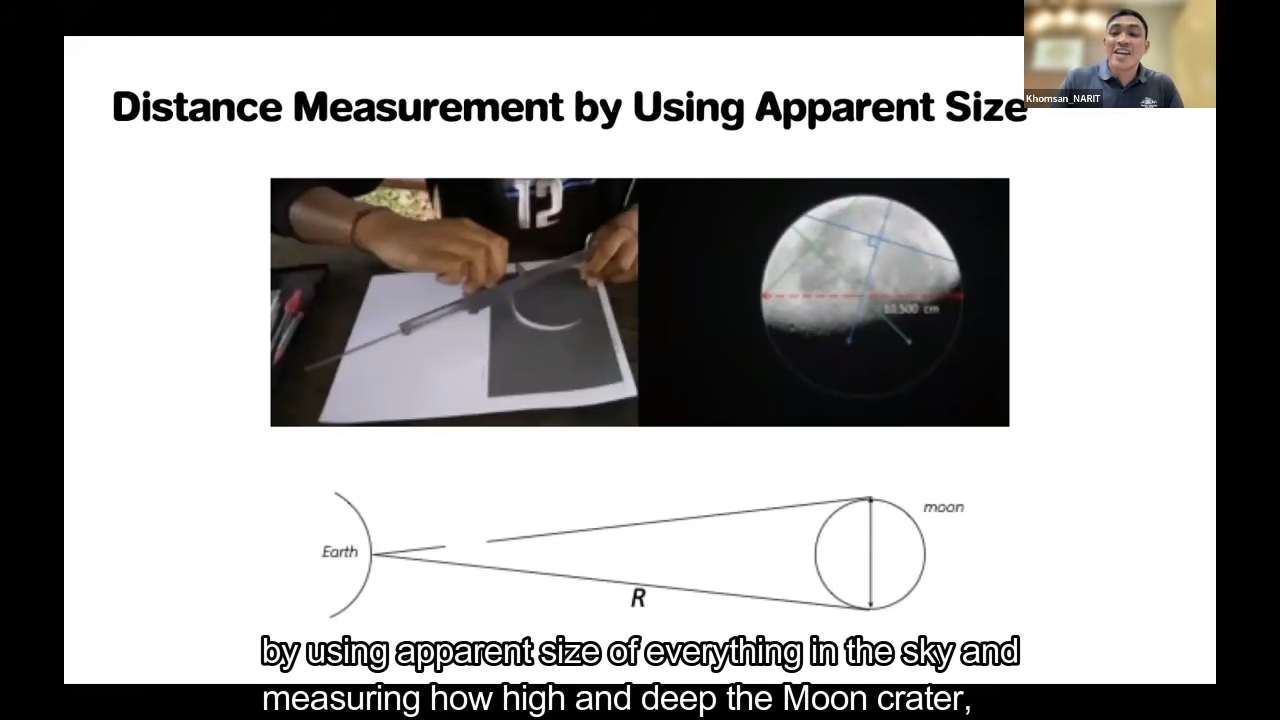 Distance Measurement by Using Apparent Size
Khomsan_NARIT
12
10.500 cm
moon
Earth
R
by using apparent size of everything in the sky and
measuring how high and deep the Moon crater,